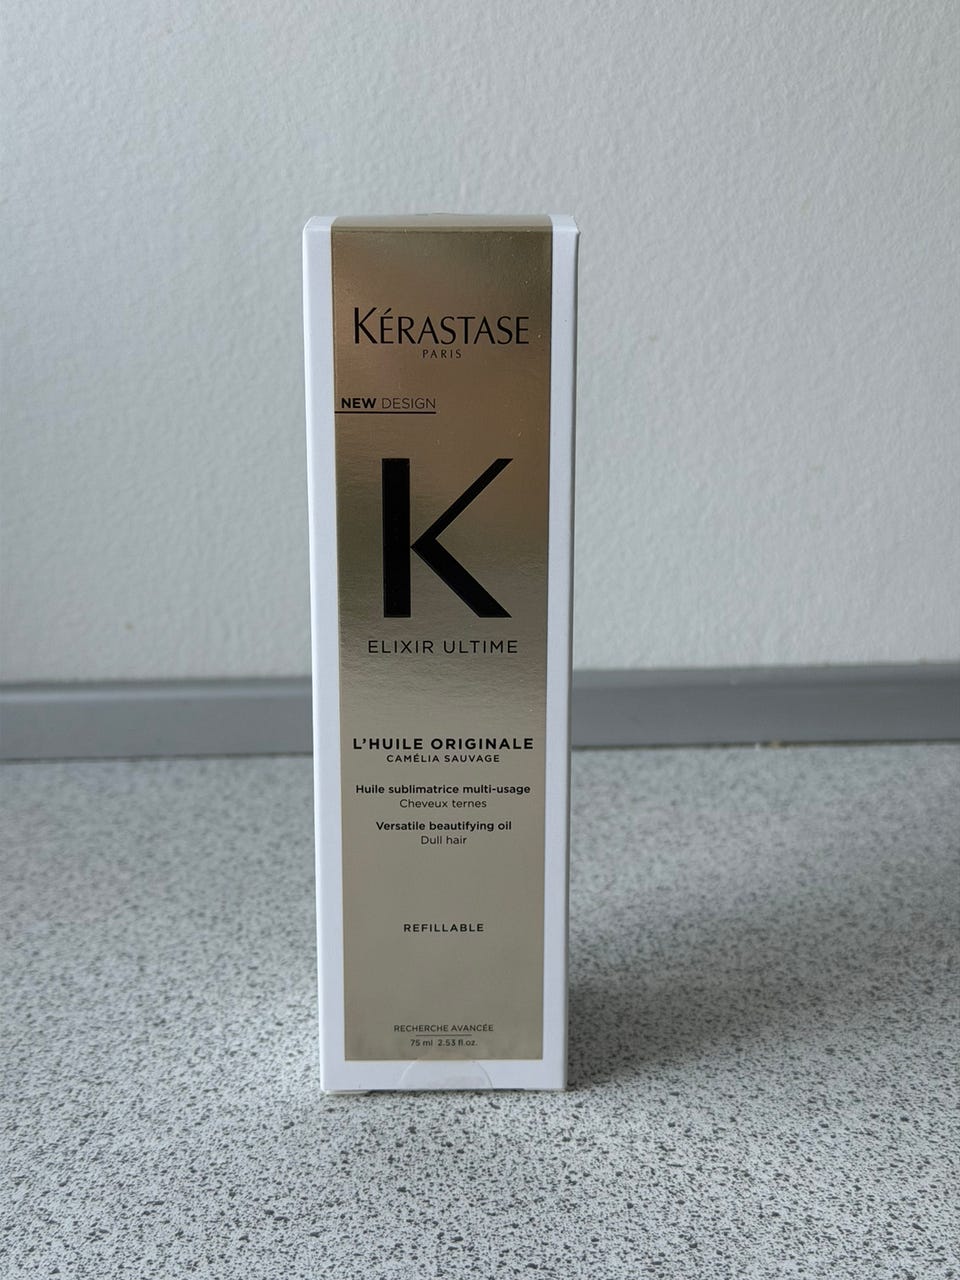 KÉRASTASE
PARIS
NEW DESIGN
K
ELIXIR ULTIME
L'HUILE ORIGINALE
CAMÉLIA SAUVAGE
Huile sublimatrice multi-usage
Cheveux ternes
Versatile beautifying oil
Dull hair
REFILLABLE
RECHERCHE AVANCÉE
75 ml 2.53 fl.oz.